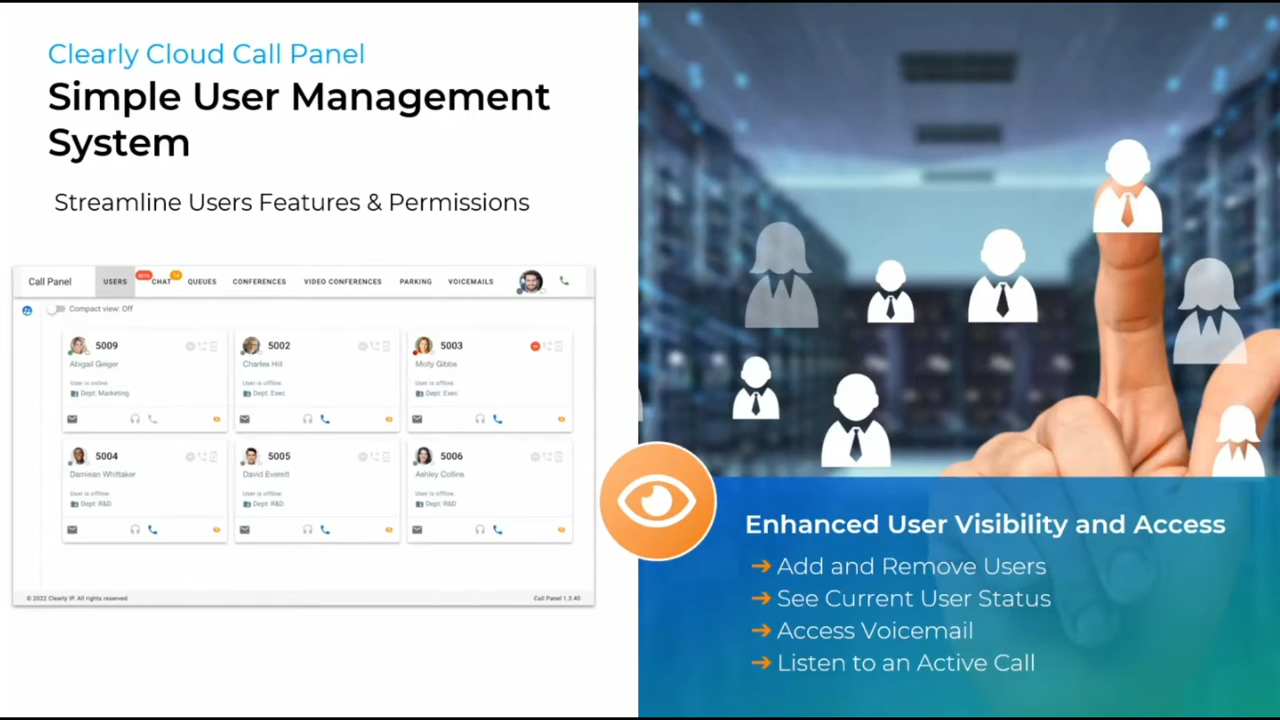 Clearly Cloud Call Panel
Simple User Management
System
Streamline Users Features & Permissions
Call Panel
USERS
BETA
CHAT
14
QUEUES
CONFERENCES
VIDEO CONFERENCES
PARKING
VOICEMAILS
Compact view: Off
5009
Abigail Geiger
User is online
Dept: Marketing
5002
Charles Hill
User is offline
Dept: Exec
5003
Molly Gibbs
User is offline
Dept: Exec
5004
Damiean Whittaker
User is offline
Dept: R&D
5005
David Everett
User is offline
Dept: R&D
5006
Ashley Collins
User is offline
Dept: R&D
© 2022 Clearly IP. All rights reserved
Call Panel 1.3.40
Enhanced User Visibility and Access
➔ Add and Remove Users
➔ See Current User Status
➔ Access Voicemail
➔ Listen to an Active Call